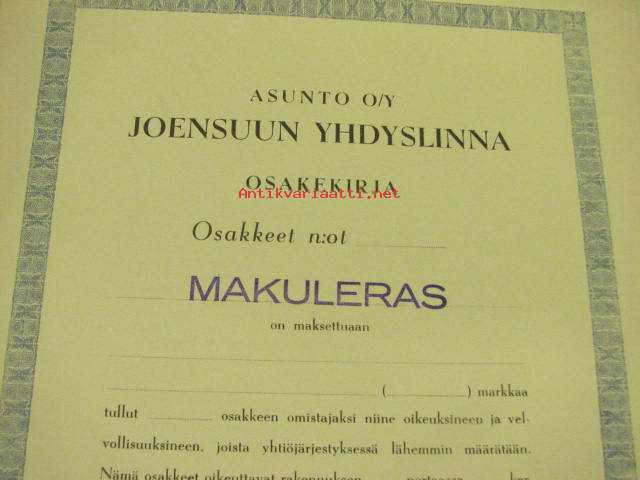 ASUNTO O/Y
JOENSUUN YHDYSLINNA
OSAKEKIRJA
Antikvariaatti.net
Osakkeet n:ot
MAKULERAS
on maksettuaan
( ) markkaa
tullut osakkeen omistajaksi niine oikeuksineen ja vel-
vollisuuksineen, joista yhtiöjärjestyksessä lähemmin määrätään.
Nämä osakkeet oikeuttavat rakennuksen